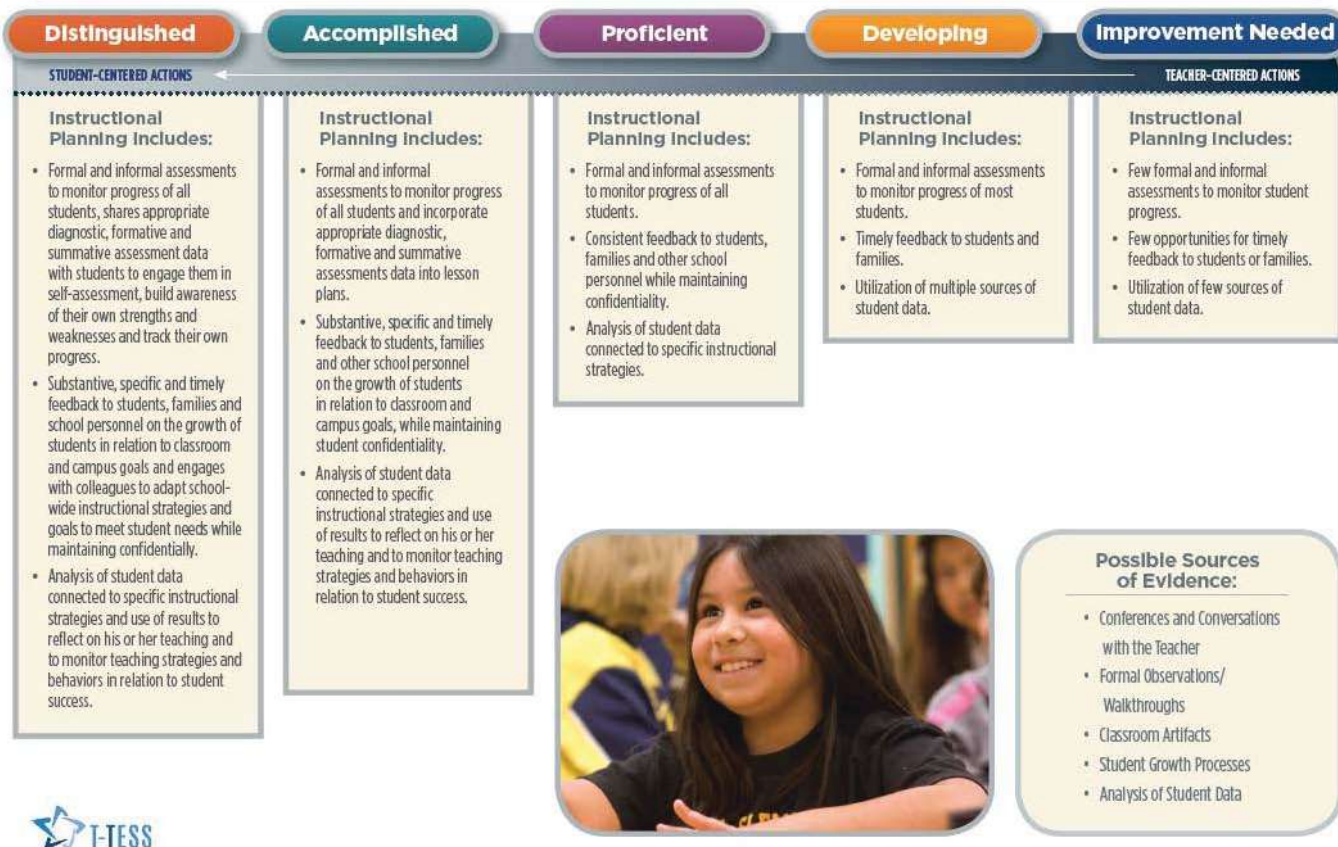 Distinguished
Accomplished
Proficient
Developing
Improvement Needed
STUDENT-CENTERED ACTIONS
TEACHER-CENTERED ACTIONS
Instructional
Planning Includes:
• Formal and informal assessments
to monitor progress of all
students, shares appropriate
diagnostic, formative and
summative assessment data
with students to engage them in
self-assessment, build awareness
of their own strengths and
weaknesses and track their own
progress.
• Substantive, specific and timely
feedback to students, families and
school personnel on the growth of
students in relation to classroom
and campus goals and engages
with colleagues to adapt school-
wide instructional strategies and
goals to meet student needs while
maintaining confidentially.
• Analysis of student data
connected to specific instructional
strategies and use of results to
reflect on his or her teaching and
to monitor teaching strategies and
behaviors in relation to student
success.
Instructional
Planning Includes:
• Formal and informal
assessments to monitor progress
of all students and incorporate
appropriate diagnostic,
formative and summative
assessments data into lesson
plans.
• Substantive, specific and timely
feedback to students, families
and other school personnel
on the growth of students
in relation to classroom and
campus goals, while maintaining
student confidentiality.
• Analysis of student data
connected to specific
instructional strategies and use
of results to reflect on his or her
teaching and to monitor teaching
strategies and behaviors in
relation to student success.
Instructional
Planning Includes:
• Formal and informal assessments
to monitor progress of all
students.
• Consistent feedback to students,
families and other school
personnel while maintaining
confidentiality.
• Analysis of student data
connected to specific instructional
strategies.
Instructional
Planning Includes:
• Formal and informal assessments
to monitor progress of most
students.
• Timely feedback to students and
families.
• Utilization of multiple sources of
student data.
Instructional
Planning Includes:
• Few formal and informal
assessments to monitor student
progress.
• Few opportunities for timely
feedback to students or families.
• Utilization of few sources of
student data.
Possible Sources
of Evidence:
• Conferences and Conversations
with the Teacher
• Formal Observations/
Walkthroughs
• Classroom Artifacts
• Student Growth Processes
• Analysis of Student Data
T-TESS